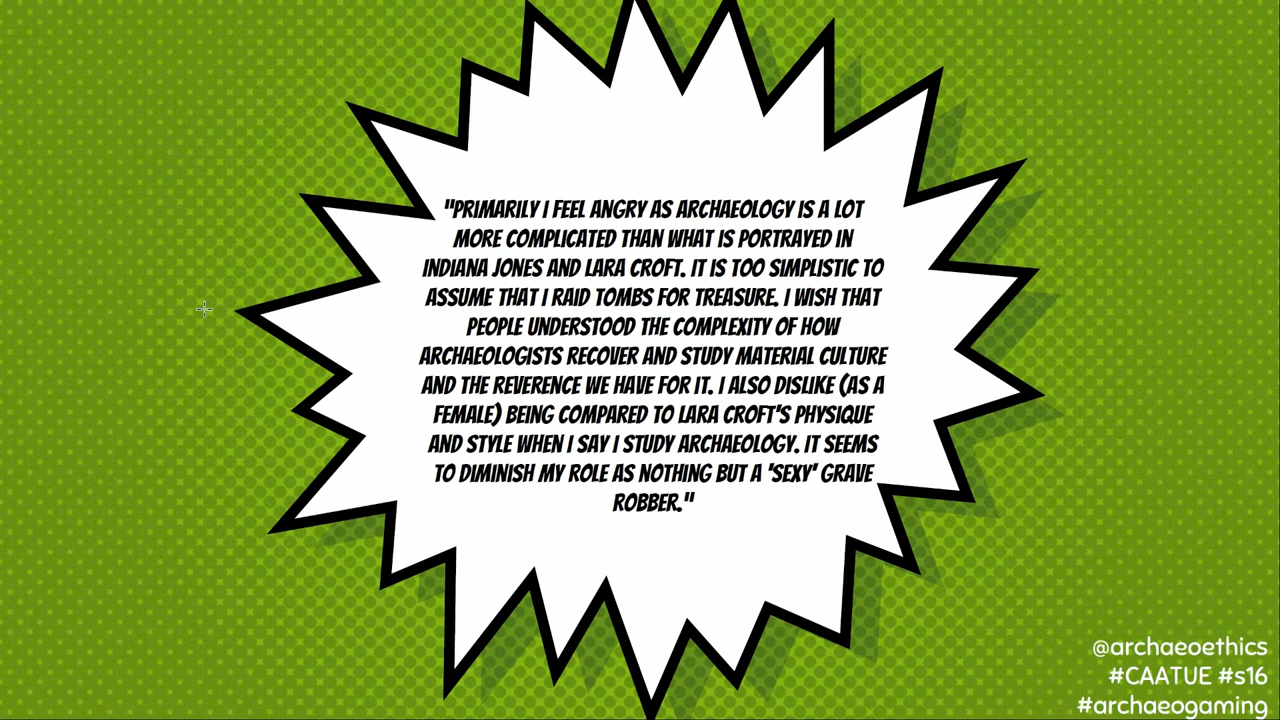 "PRIMARILY I FEEL ANGRY AS ARCHAEOLOGY IS A LOT
MORE COMPLICATED THAN WHAT IS PORTRAYED IN
INDIANA JONES AND LARA CROFT. IT IS TOO SIMPLISTIC TO
ASSUME THAT I RAID TOMBS FOR TREASURE. I WISH THAT
PEOPLE UNDERSTOOD THE COMPLEXITY OF HOW
ARCHAEOLOGISTS RECOVER AND STUDY MATERIAL CULTURE
AND THE REVERENCE WE HAVE FOR IT. I ALSO DISLIKE (AS A
FEMALE) BEING COMPARED TO LARA CROFT'S PHYSIQUE
AND STYLE WHEN I SAY I STUDY ARCHAEOLOGY. IT SEEMS
TO DIMINISH MY ROLE AS NOTHING BUT A 'SEXY' GRAVE
ROBBER."
@archaeoethics
#CAATUE #s16
#archaeogaming